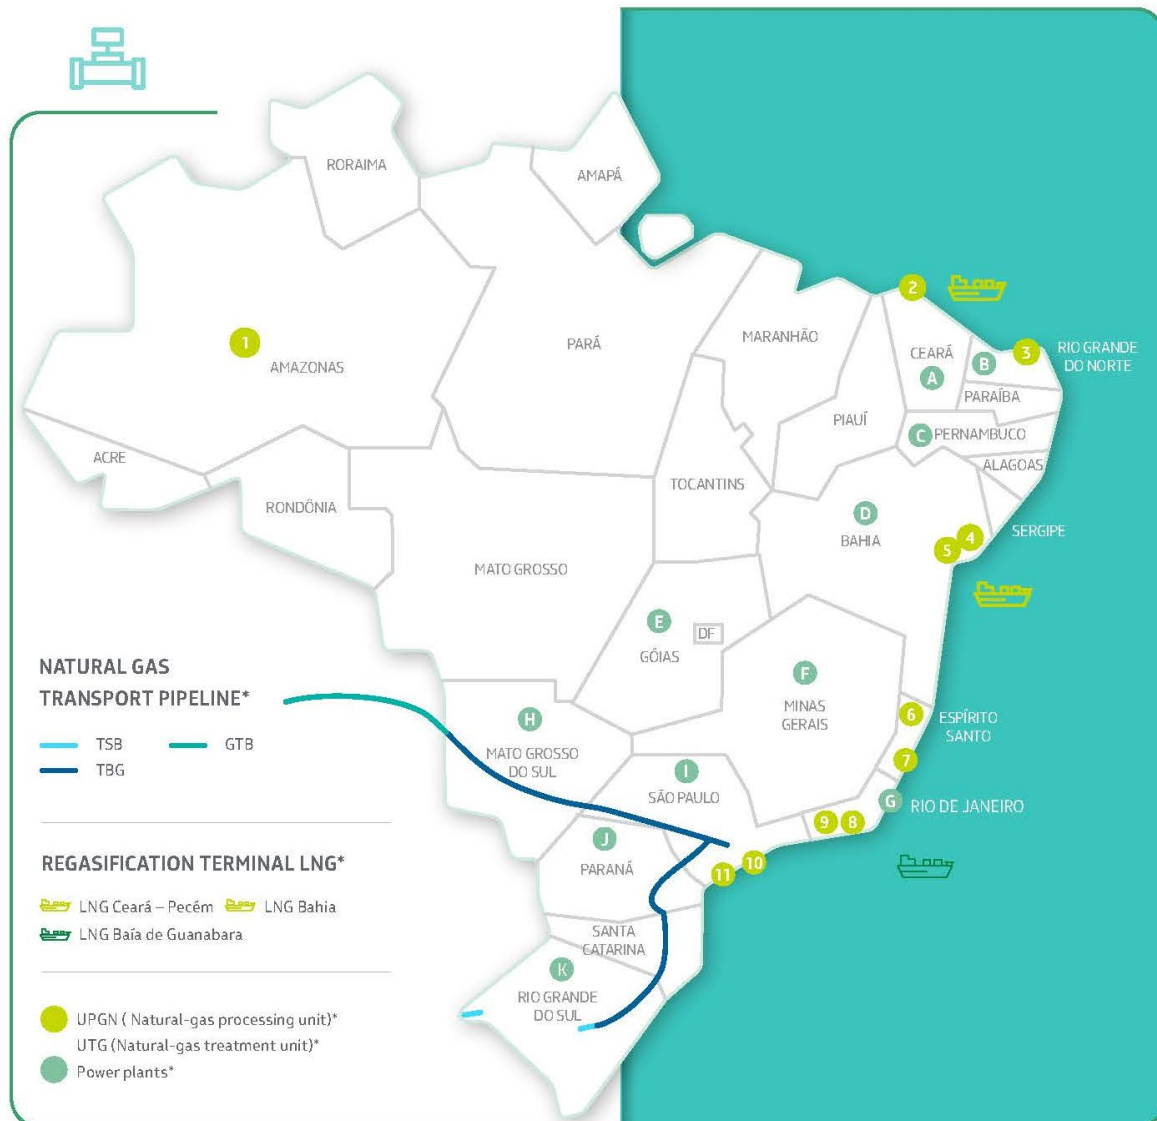 RORAIMA
AMAPÁ
2
1
AMAZONAS
PARÁ
MARANHÃO
CEARÁ
A
B
3
RIO GRANDE
DO NORTE
PARAÍBA
PIAUÍ
C
PERNAMBUCO
ALAGOAS
ACRE
RONDÔNIA
TOCANTINS
D
BAHIA
5
4
SERGIPE
MATO GROSSO
E
DF
GÓIAS
F
MINAS
GERAIS
6
ESPÍRITO
SANTO
7
H
MATO GROSSO
DO SUL
I
SÃO PAULO
G
RIO DE JANEIRO
9
8
J
PARANÁ
11
10
SANTA
CATARINA
K
RIO GRANDE
DO SUL
NATURAL GAS
TRANSPORT PIPELINE*
TSB
GTB
TBG
REGASIFICATION TERMINAL LNG*
LNG Ceará – Pecém
LNG Bahia
LNG Baía de Guanabara
UPGN ( Natural-gas processing unit)*
UTG (Natural-gas treatment unit)*
Power plants*